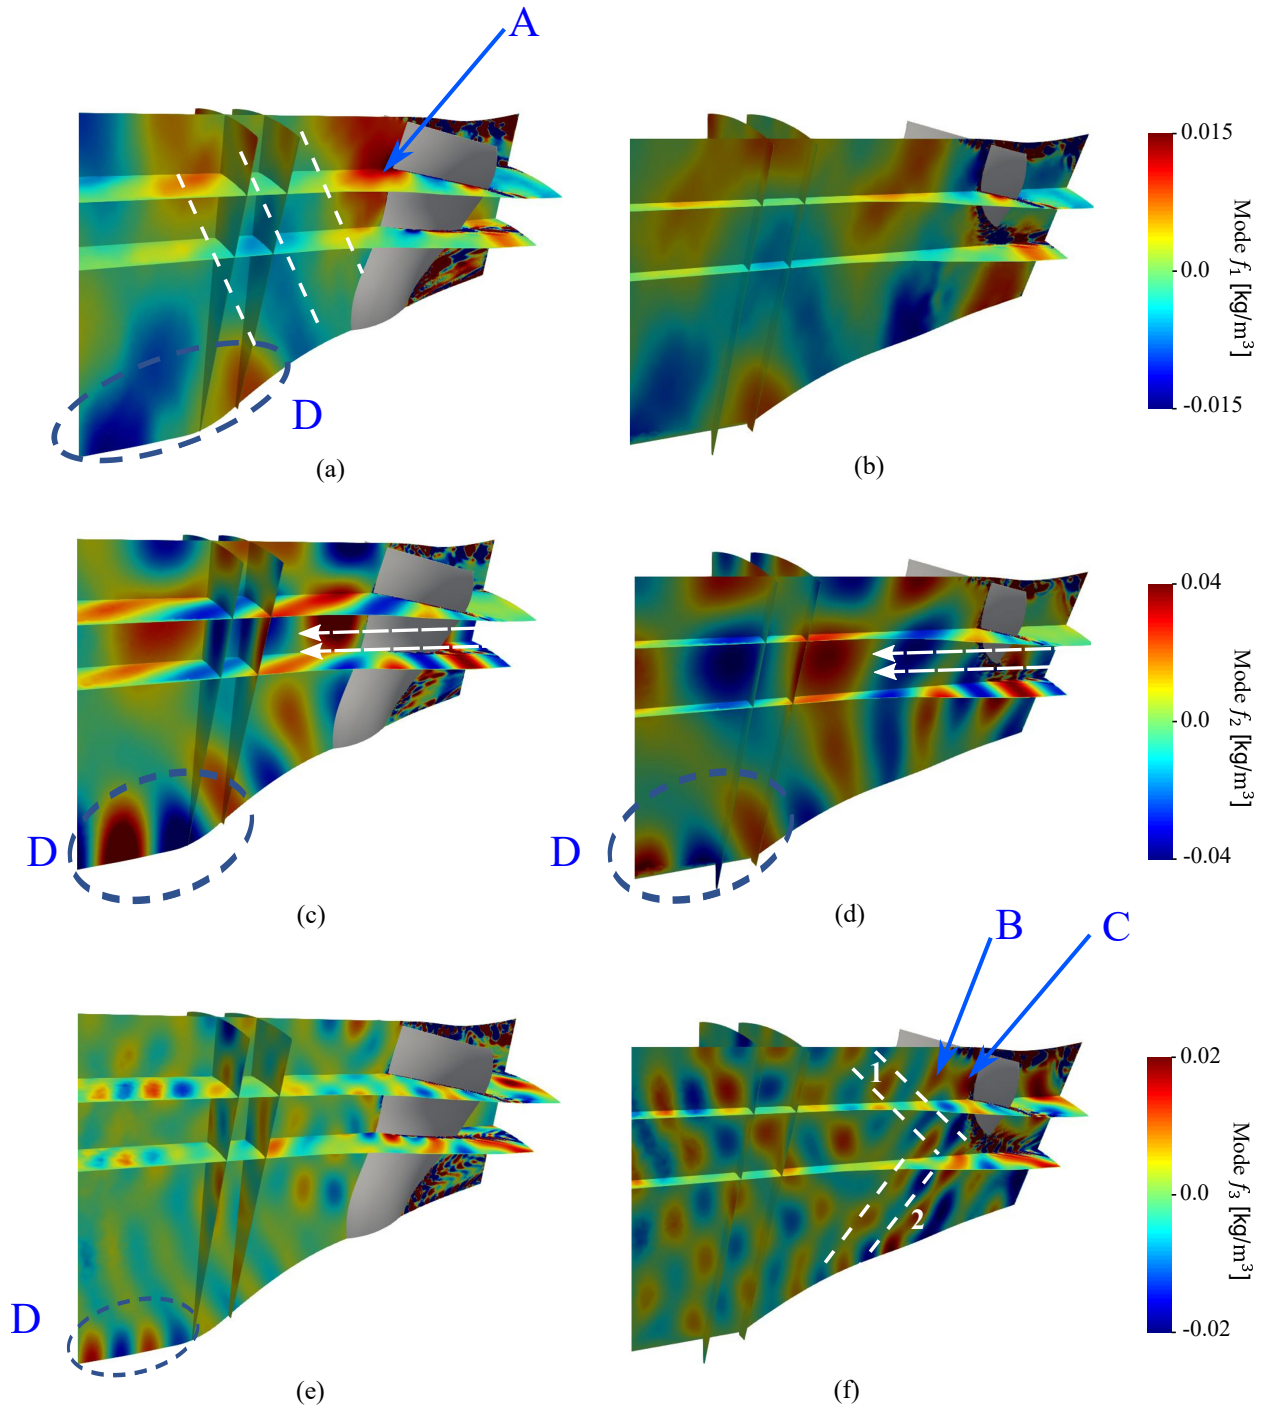 A
0.015
0.0
-0.015
Mode f₁ [kg/m³]
D
(a)
(b)
0.04
0.0
-0.04
Mode f₂ [kg/m³]
D
D
(c)
(d)
B
C
1
2
0.02
0.0
-0.02
Mode f₃ [kg/m³]
D
(e)
(f)